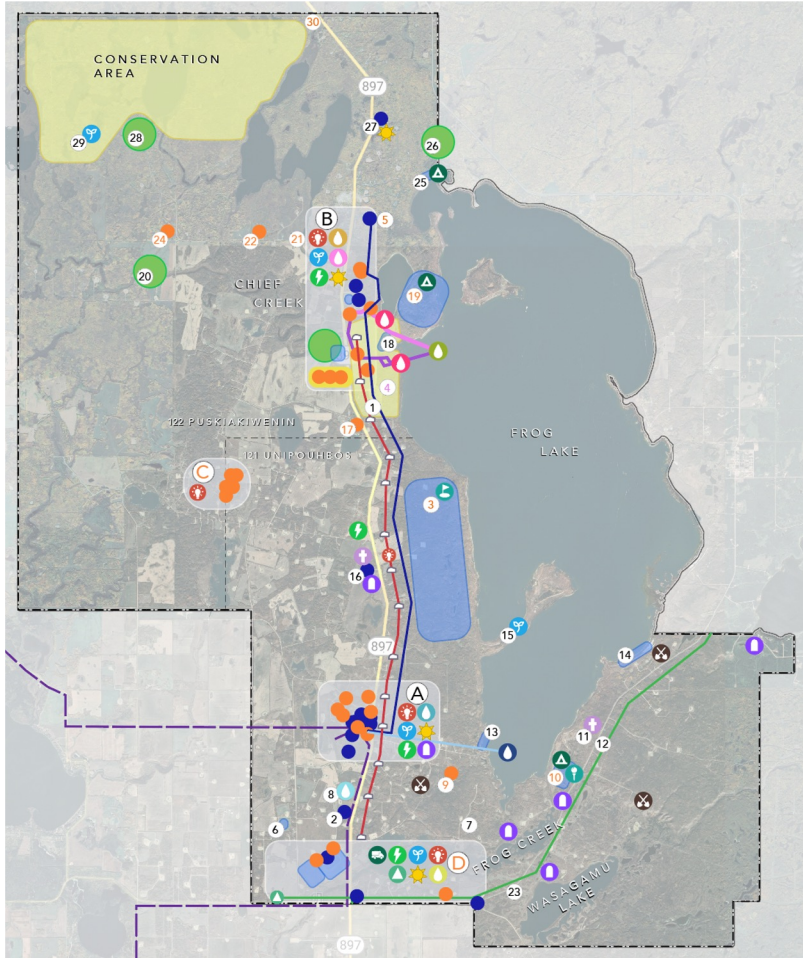 30
CONSERVATION
AREA
897
27
29
28
26
25
B
5
24
22
21
20
CHIEF
CREEK
19
18
4
1
122 PUSKIAKIWENIN
17
121 UNIPOUHEOS
FROG
LAKE
C
3
16
15
897
14
A
11
12
13
10
8
9
2
6
7
D
FROG CREEK
23
WASAGAMU
LAKE
897